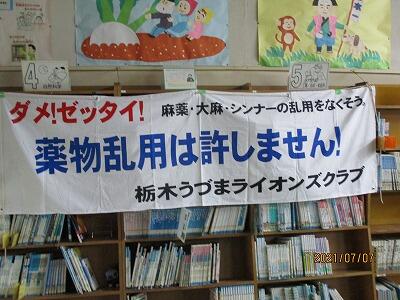 4
5
ダメ!ゼッタイ!
麻薬・大麻・シンナーの乱用をなくそう。
薬物乱用は許しません!
栃木うづまライオンズクラブ
2021/07/07